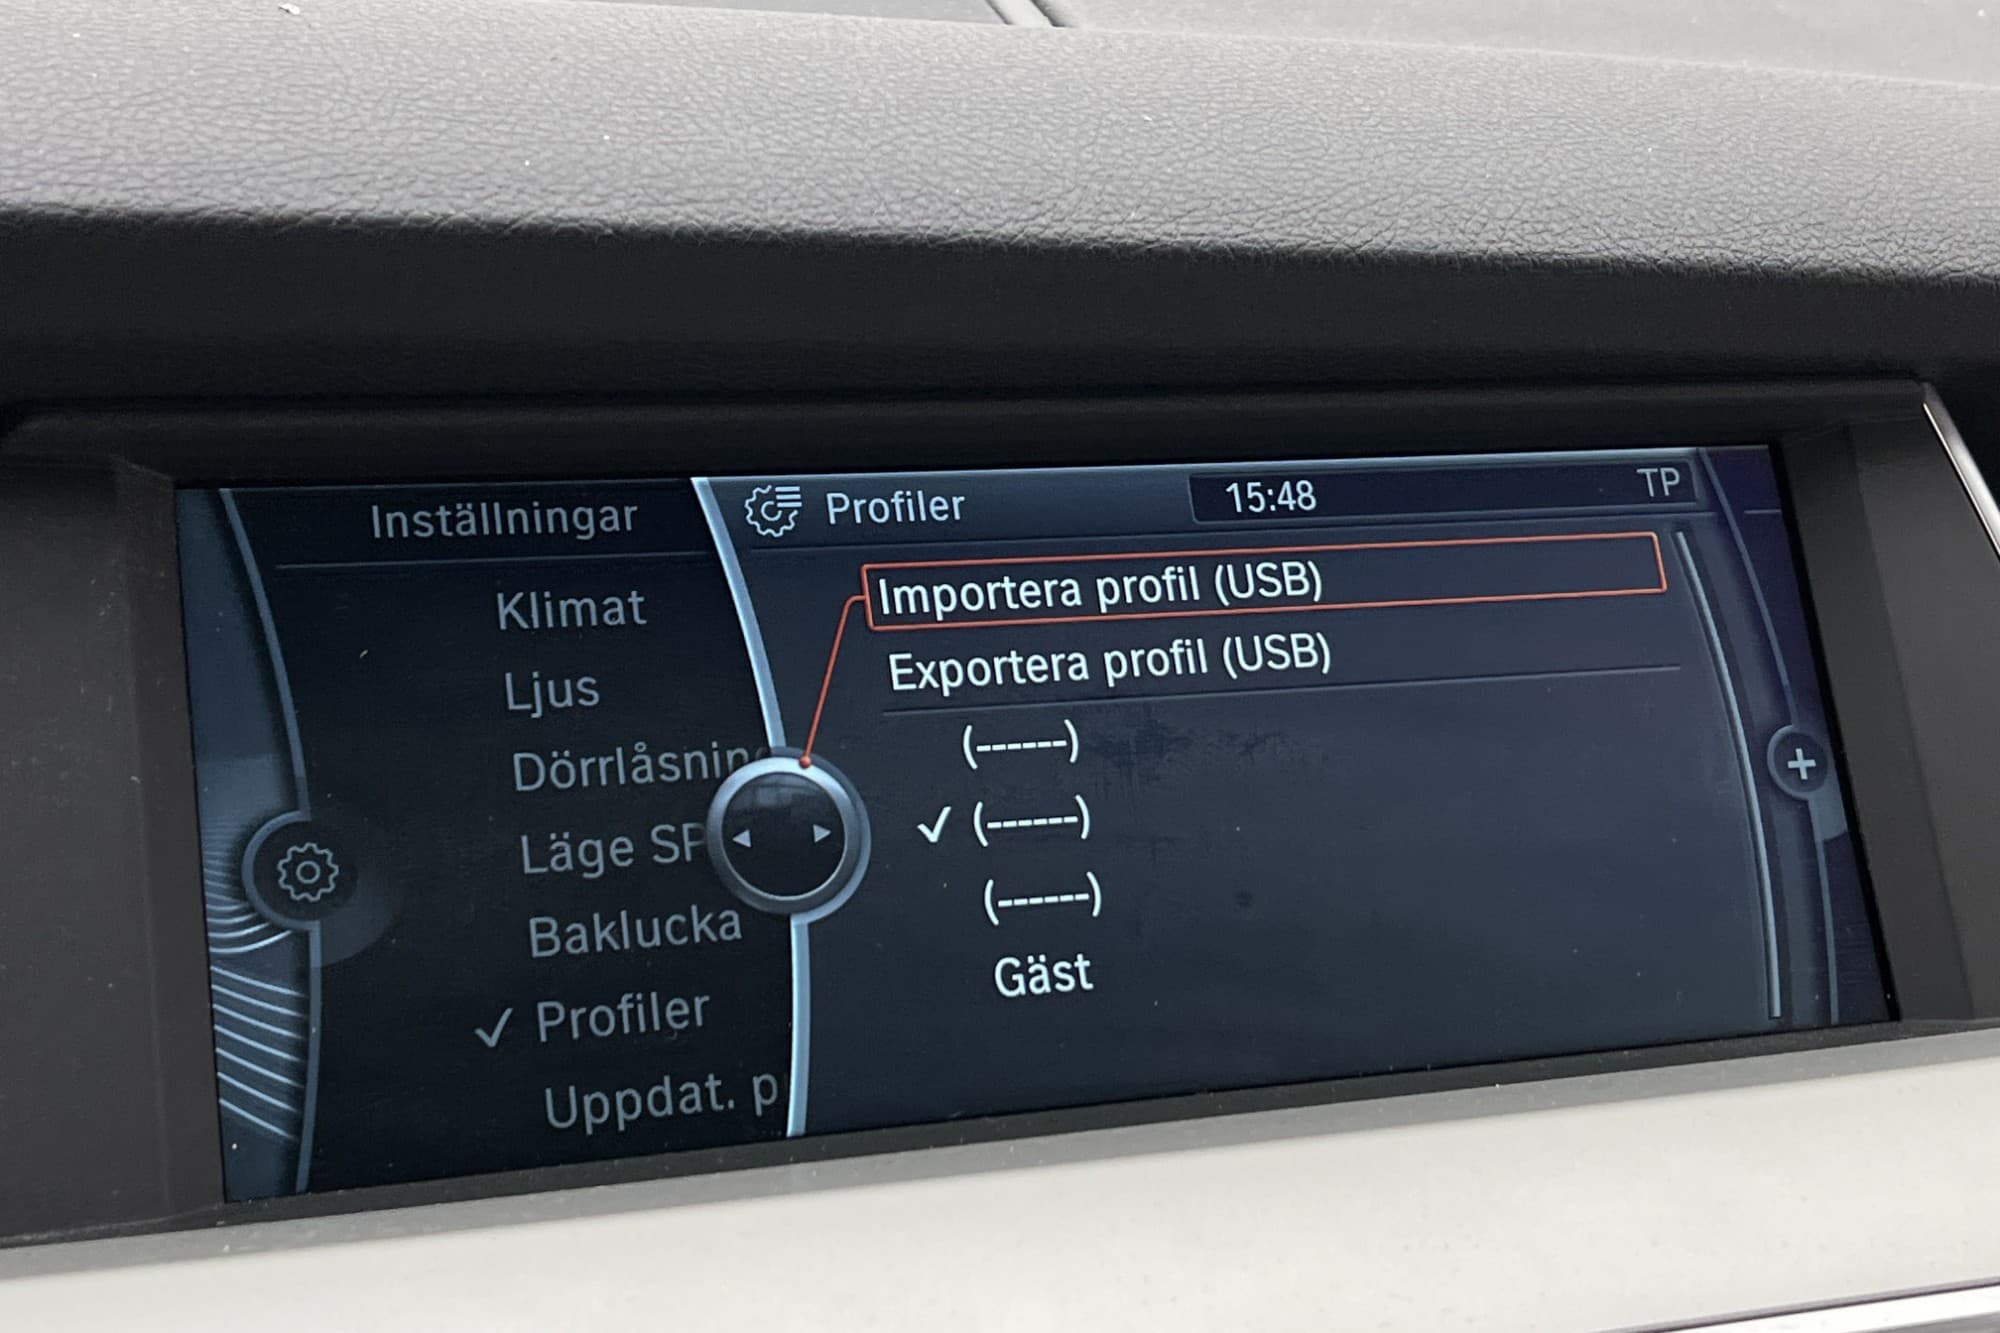 Inställningar
Klimat
Ljus
Dörrlåsnin
Läge SP
Baklucka
✓ Profiler
Uppdat. p
Profiler
15:48
TP
Importera profil (USB)
Exportera profil (USB)
(------)
✓ (------)
(------)
Gäst